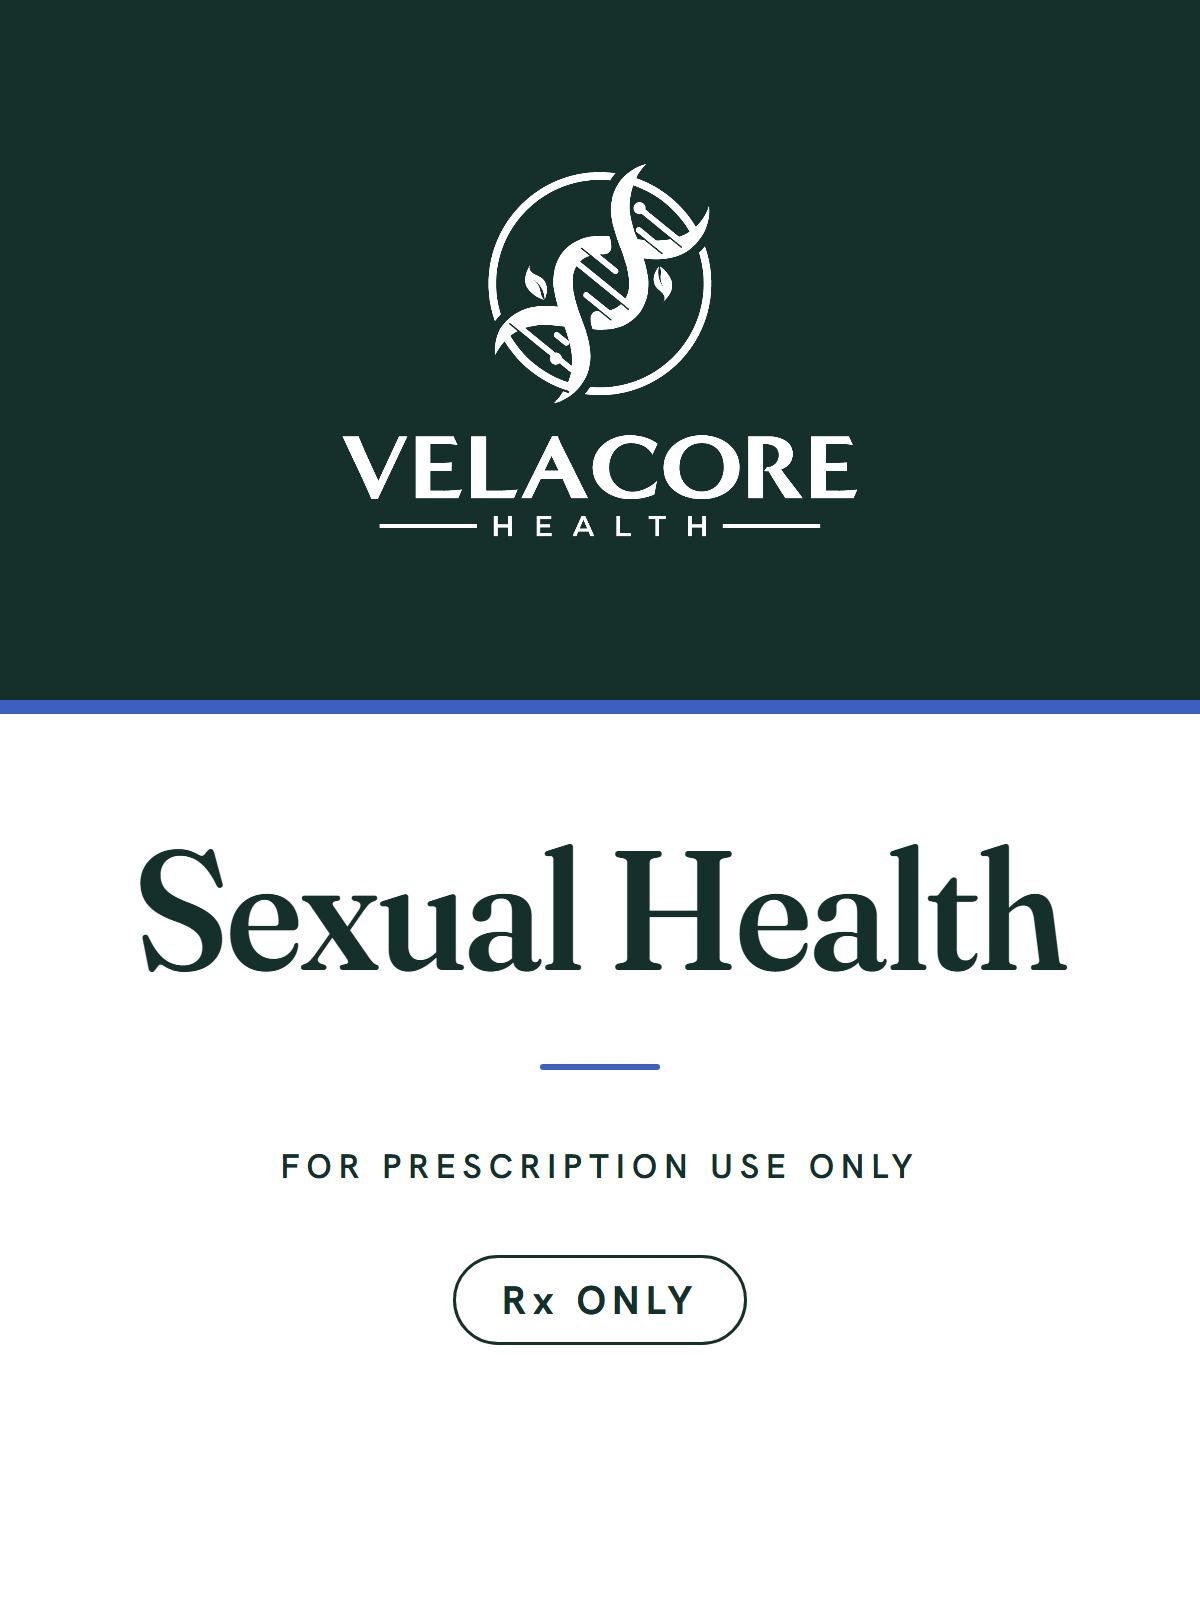 VELACORE
HEALTH
Sexual Health
FOR PRESCRIPTION USE ONLY
Rx ONLY